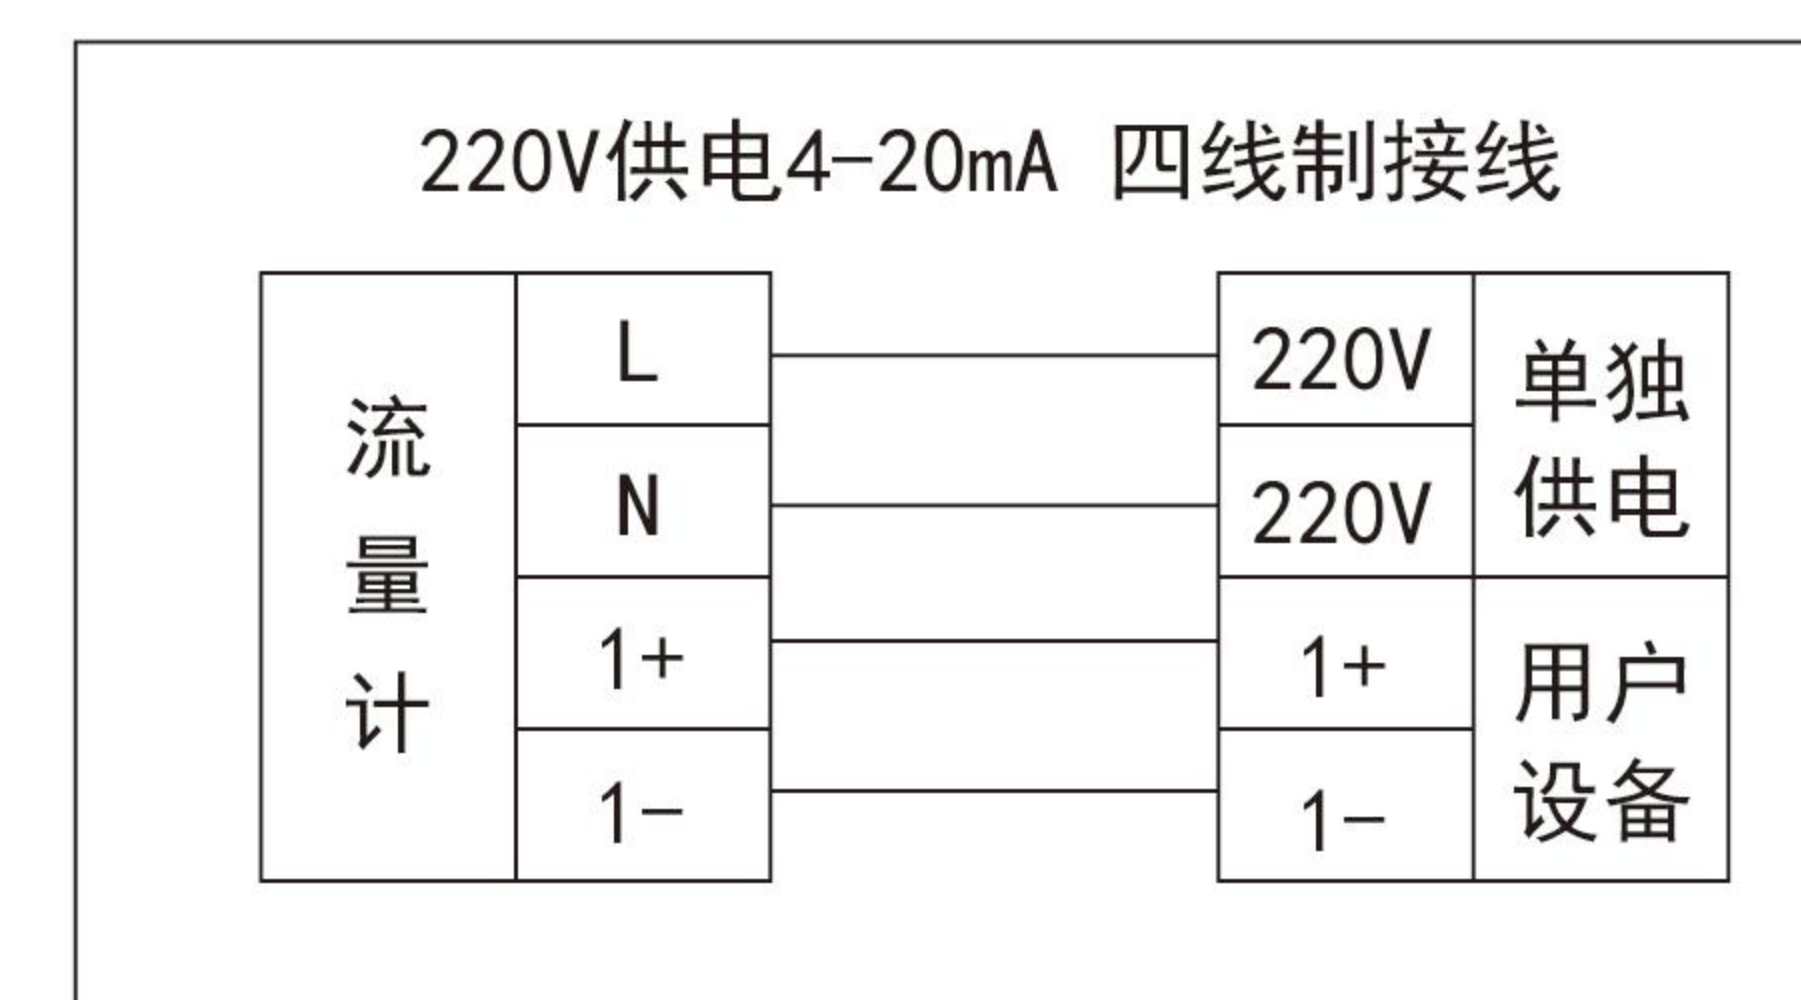 220V供电4-20mA 四线制接线
流量计
L
N
1+
1-
220V
220V
1+
1-
单独
供电
用户
设备